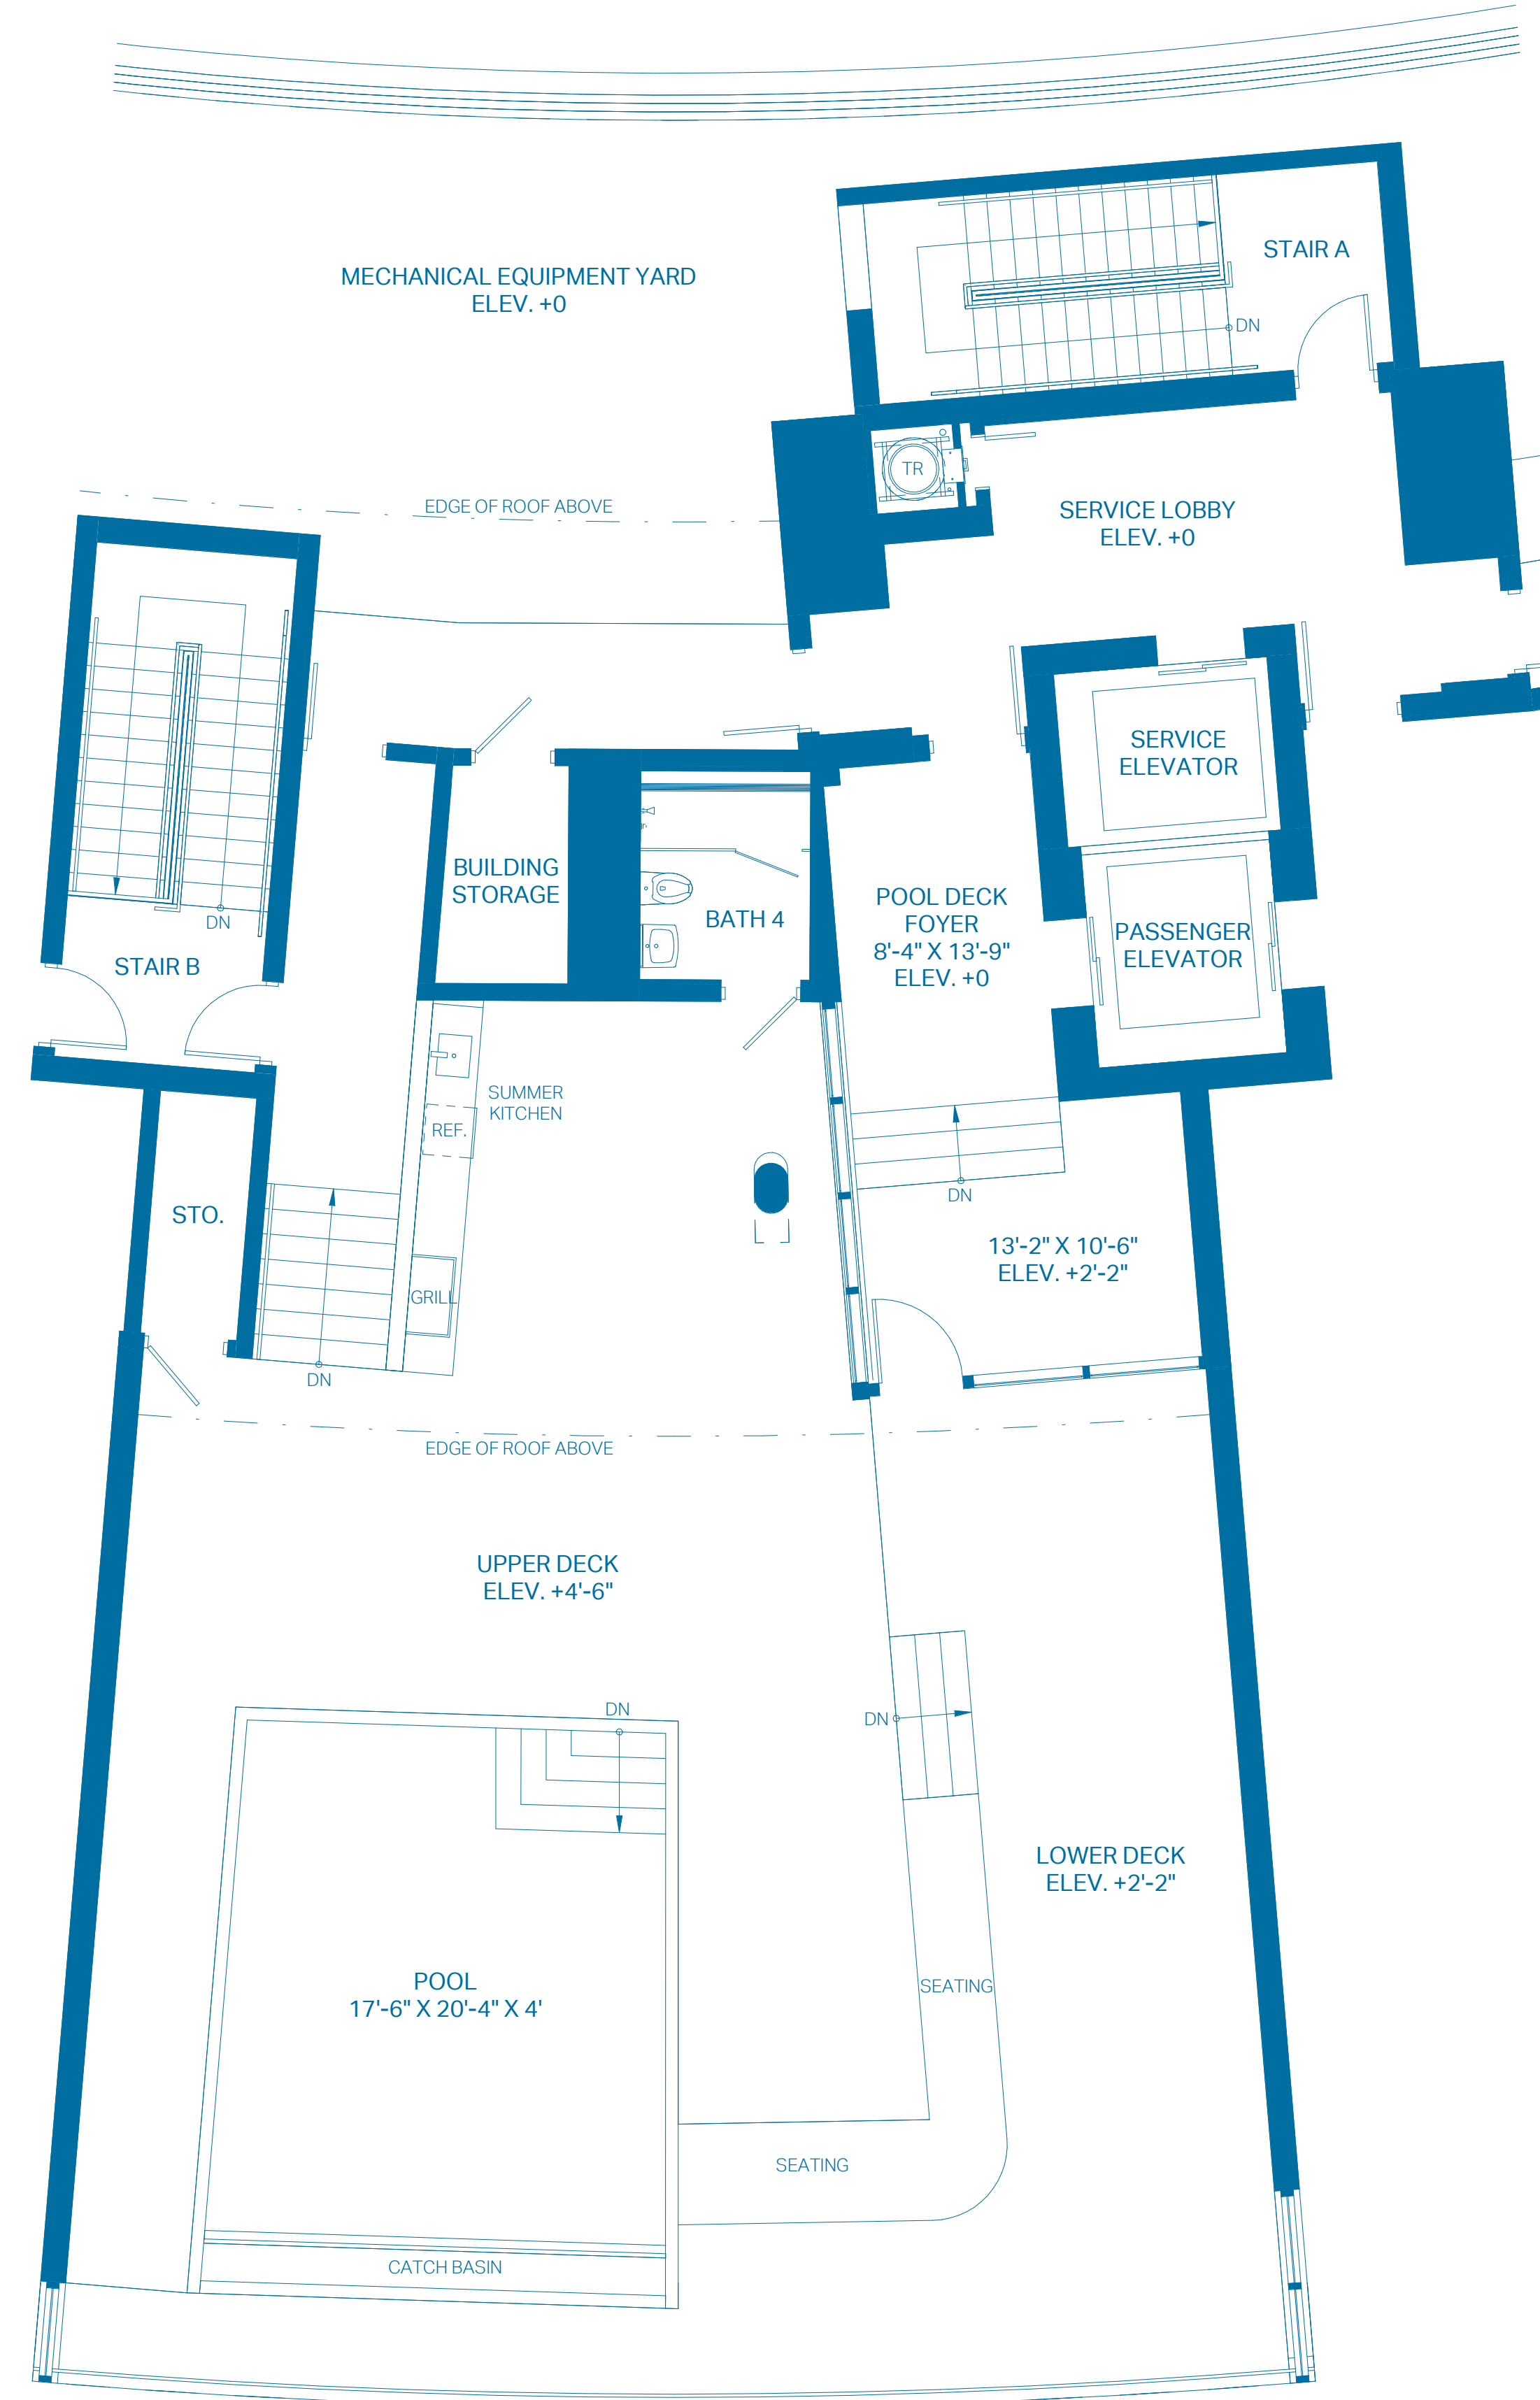 STAIR A
MECHANICAL EQUIPMENT YARD
ELEV. +0
DN
TR
EDGE OF ROOF ABOVE
SERVICE LOBBY
ELEV. +0
SERVICE
ELEVATOR
BUILDING
STORAGE
BATH 4
POOL DECK
FOYER
8'-4" X 13'-9"
ELEV. +0
PASSENGER
ELEVATOR
DN
STAIR B
SUMMER
KITCHEN
REF.
DN
STO.
13'-2" X 10'-6"
ELEV. +2'-2"
GRILL
DN
EDGE OF ROOF ABOVE
UPPER DECK
ELEV. +4'-6"
DN
DN
LOWER DECK
ELEV. +2'-2"
POOL
17'-6" X 20'-4" X 4'
SEATING
SEATING
CATCH BASIN